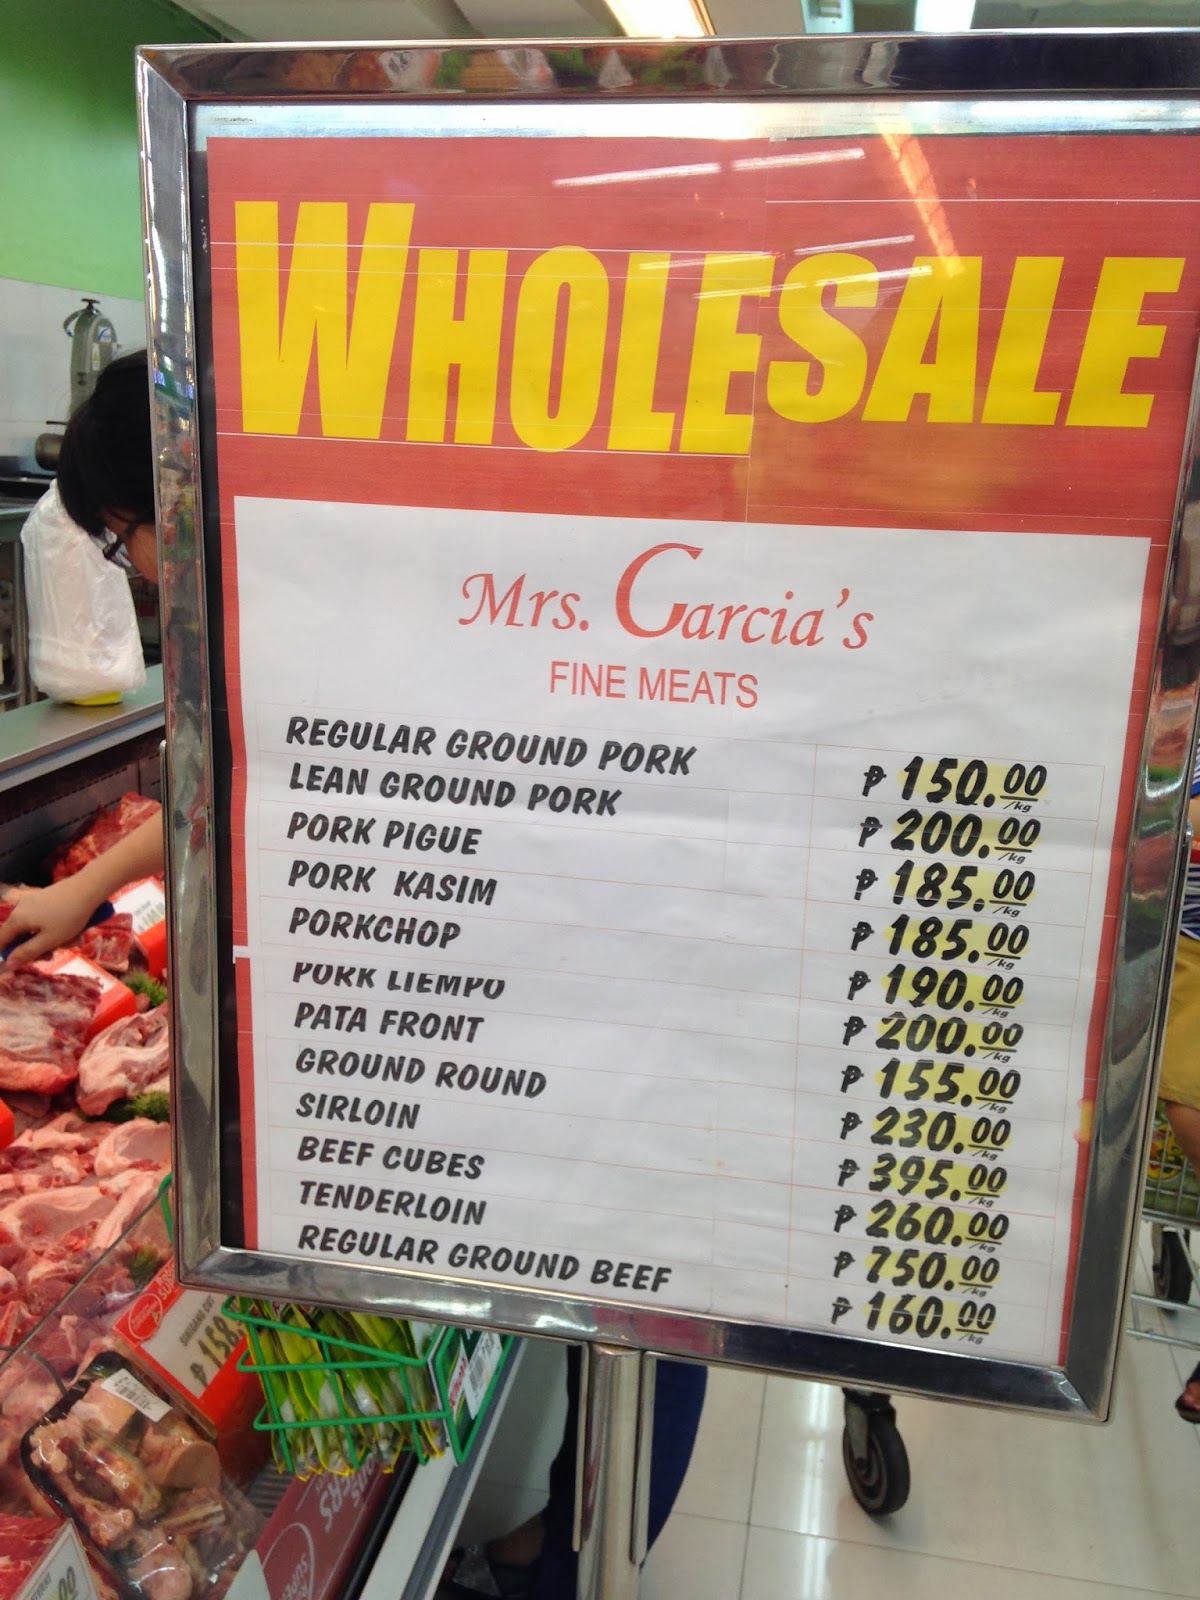 WHOLESALE
Mrs. Garcia's
FINE MEATS
REGULAR GROUND PORK ₱ 150.00/kg
LEAN GROUND PORK ₱ 200.00/kg
PORK PIGUE ₱ 185.00/kg
PORK KASIM ₱ 185.00/kg
PORKCHOP ₱ 190.00/kg
PORK LIEMPO ₱ 200.00/kg
PATA FRONT ₱ 155.00/kg
GROUND ROUND ₱ 230.00/kg
SIRLOIN ₱ 395.00/kg
BEEF CUBES ₱ 260.00/kg
TENDERLOIN ₱ 750.00/kg
REGULAR GROUND BEEF ₱ 160.00/kg
₱ 158.